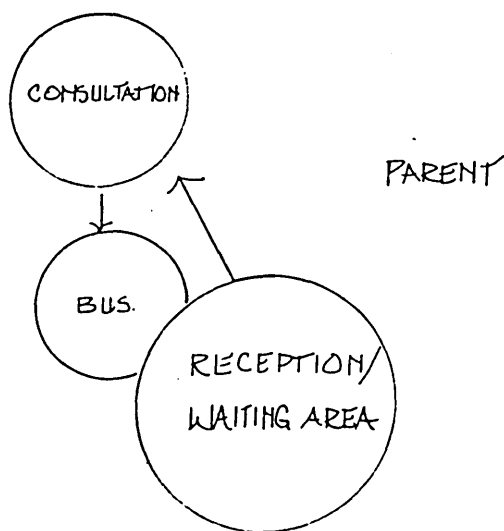 CONSULTATION
PARENT
BUS.
RECEPTION/
WAITING AREA